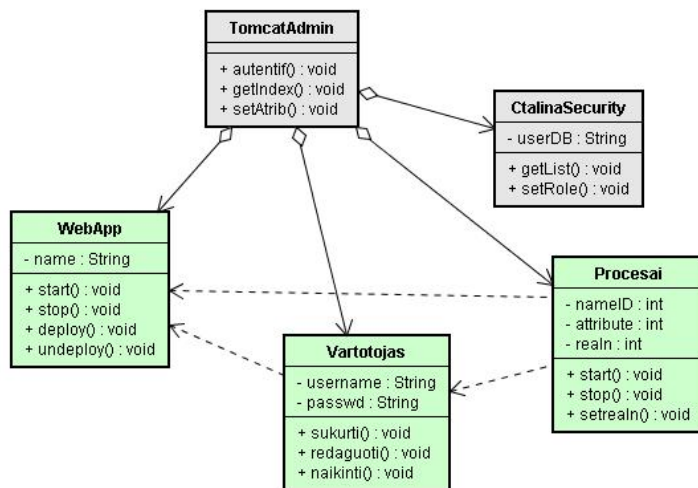 TomcatAdmin
+ autentif() : void
+ getIndex() : void
+ setAtrib() : void
CtalinaSecurity
- userDB : String
+ getList() : void
+ setRole() : void
WebApp
- name : String
+ start() : void
+ stop() : void
+ deploy() : void
+ undeploy() : void
Procesai
- nameID : int
- attribute : int
- realn : int
+ start() : void
+ stop() : void
+ setrealn() : void
Vartotojas
- username : String
- passwd : String
+ sukurti() : void
+ redaguoti() : void
+ naikinti() : void